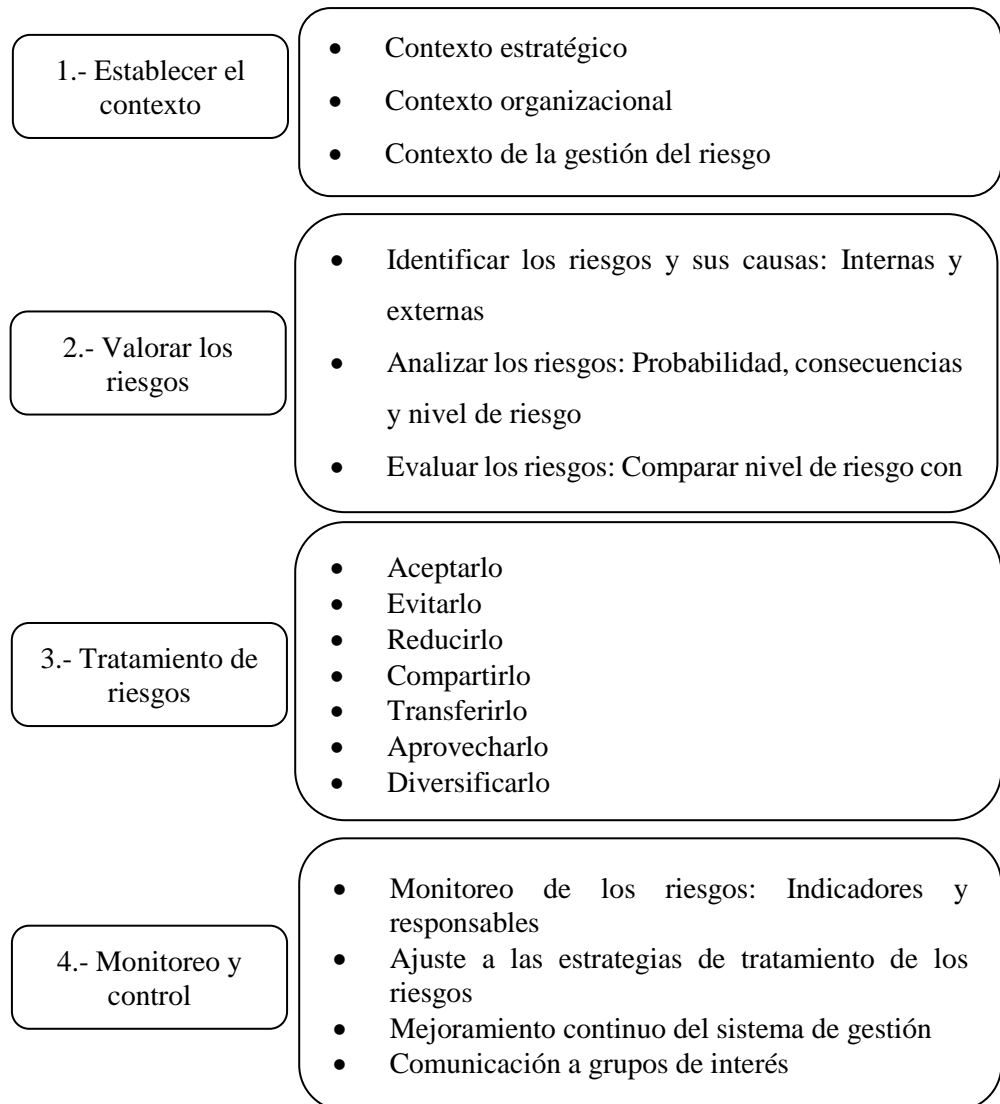 1.- Establecer el
contexto
• Contexto estratégico
• Contexto organizacional
• Contexto de la gestión del riesgo
2.- Valorar los
riesgos
• Identificar los riesgos y sus causas: Internas y
externas
• Analizar los riesgos: Probabilidad, consecuencias
y nivel de riesgo
• Evaluar los riesgos: Comparar nivel de riesgo con
3.- Tratamiento de
riesgos
• Aceptarlo
• Evitarlo
• Reducirlo
• Compartirlo
• Transferirlo
• Aprovecharlo
• Diversificarlo
4.- Monitoreo y
control
• Monitoreo de los riesgos: Indicadores y
responsables
• Ajuste a las estrategias de tratamiento de los
riesgos
• Mejoramiento continuo del sistema de gestión
• Comunicación a grupos de interés